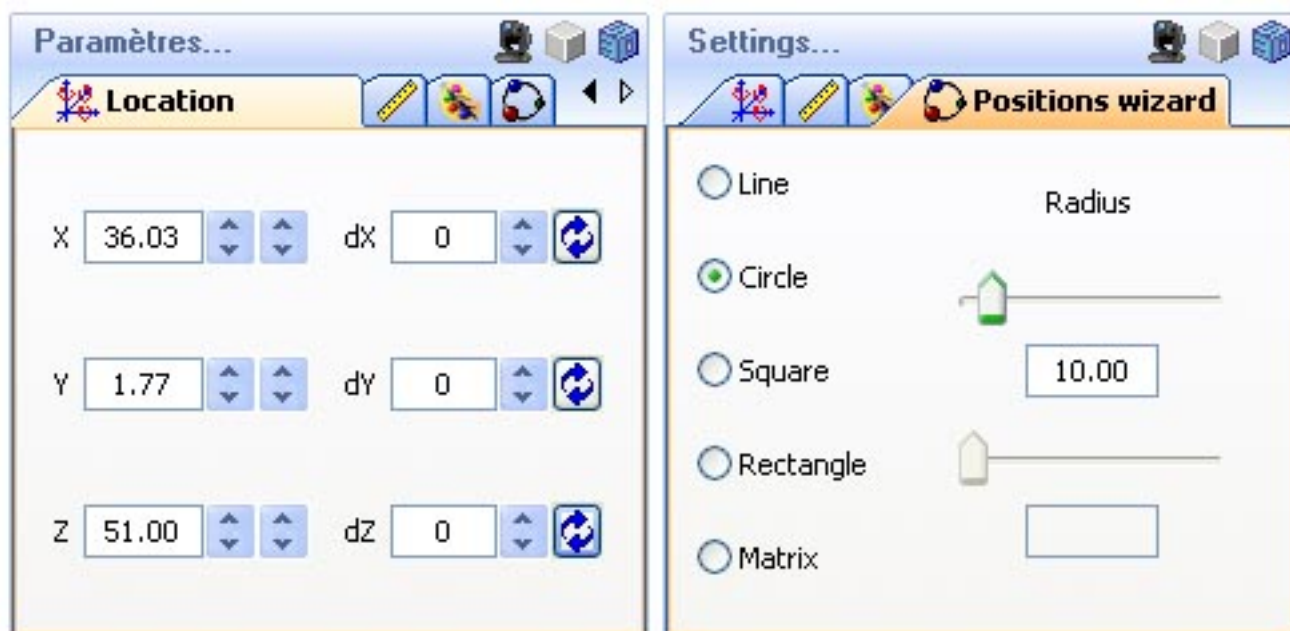 Paramètres...
Location
X 36.03 dX 0
Y 1.77 dY 0
Z 51.00 dZ 0
Settings...
Positions wizard
Line
Radius
Circle
Square
10.00
Rectangle
Matrix